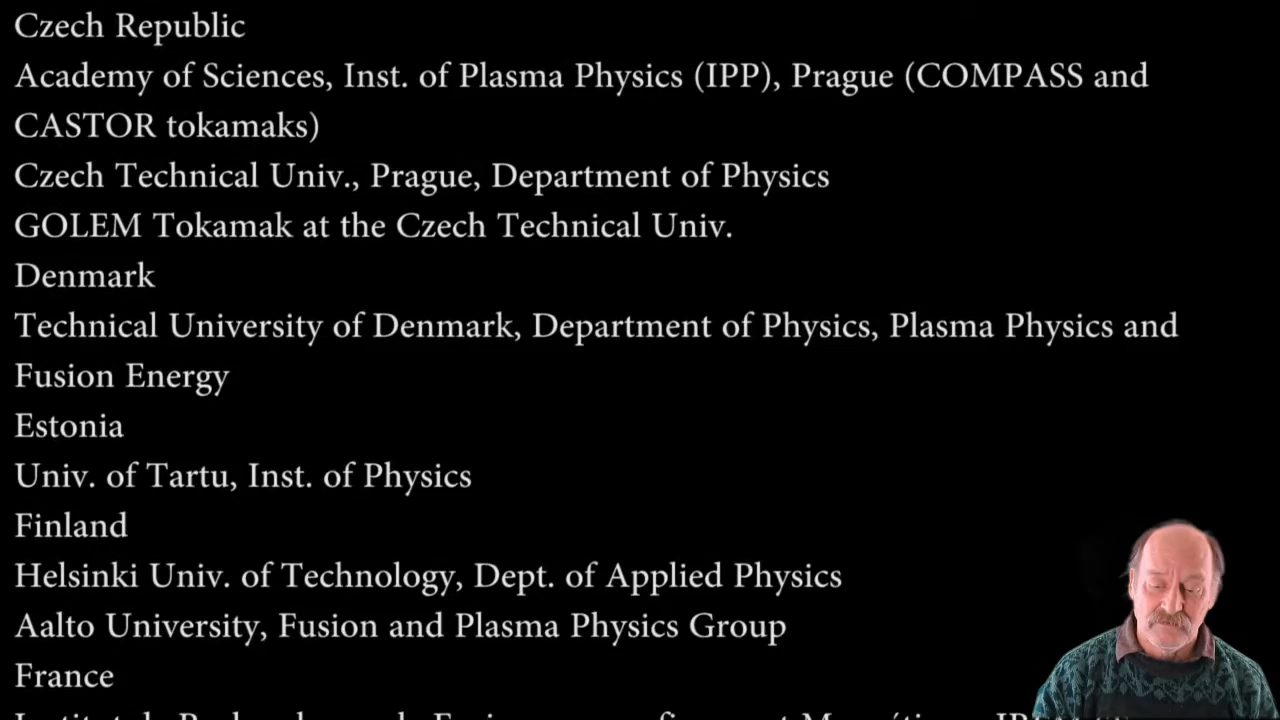 Czech Republic
Academy of Sciences, Inst. of Plasma Physics (IPP), Prague (COMPASS and
CASTOR tokamaks)
Czech Technical Univ., Prague, Department of Physics
GOLEM Tokamak at the Czech Technical Univ.
Denmark
Technical University of Denmark, Department of Physics, Plasma Physics and
Fusion Energy
Estonia
Univ. of Tartu, Inst. of Physics
Finland
Helsinki Univ. of Technology, Dept. of Applied Physics
Aalto University, Fusion and Plasma Physics Group
France